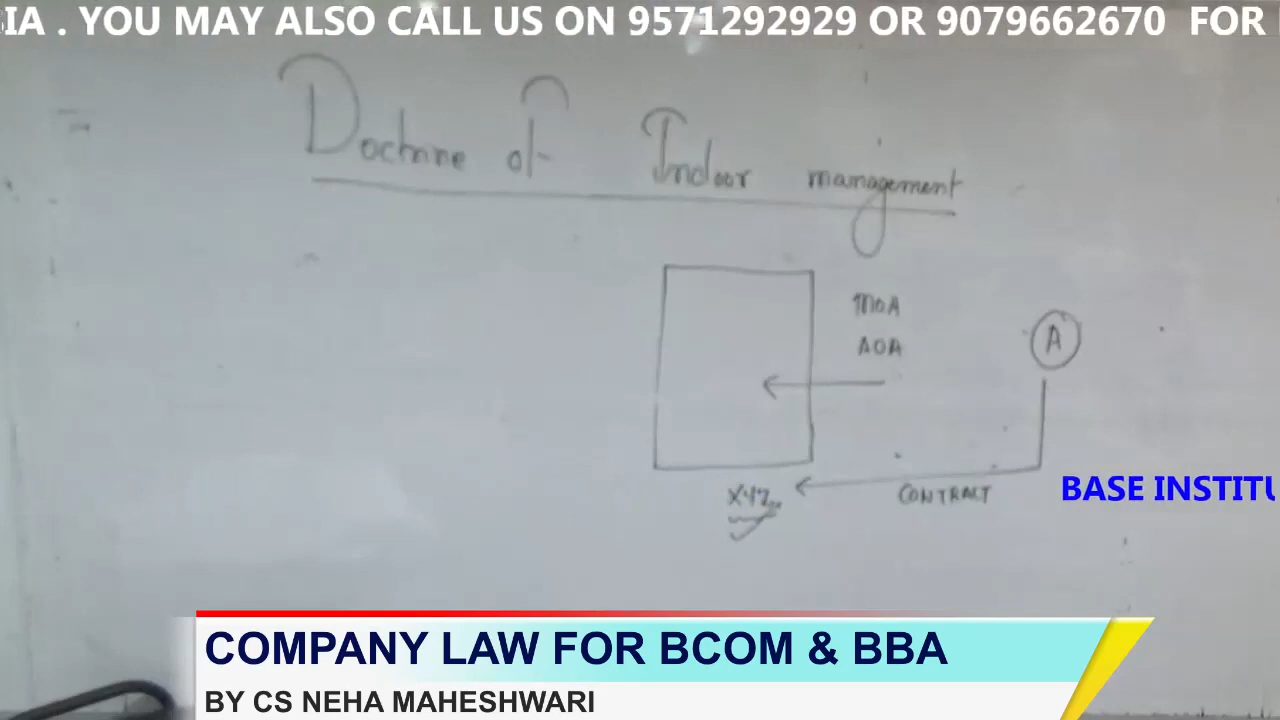 IA . YOU MAY ALSO CALL US ON 9571292929 OR 9079662670 FOR
Doctrine of Indoor management
MOA
AOA
A
XYZ
CONTRACT
BASE INSTITU
COMPANY LAW FOR BCOM & BBA
BY CS NEHA MAHESHWARI